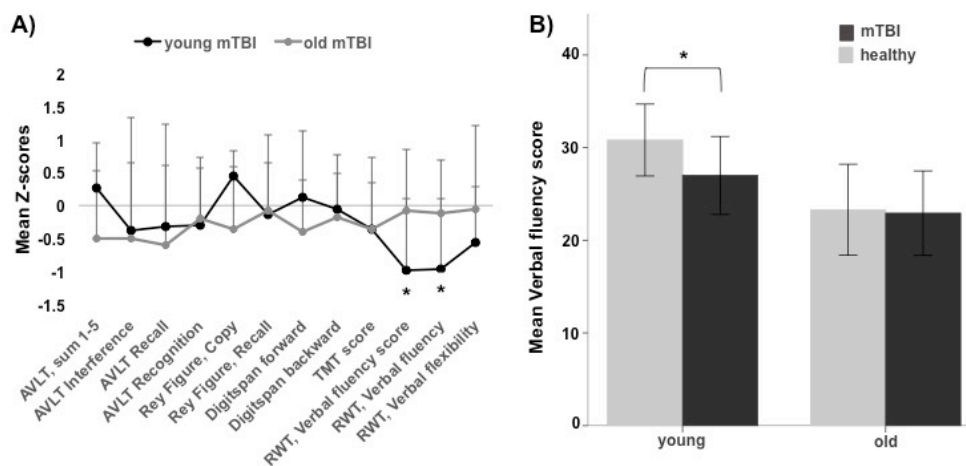 A)
young mTBI
old mTBI
Mean Z-scores
2
1.5
1
0.5
0
-0.5
-1
-1.5
*
*
AVLT, sum 1-5
AVLT Interference
AVLT Recall
AVLT Recognition
Rey Figure, Copy
Rey Figure, Recall
Digitspan forward
Digitspan backward
TMT score
RWT, Verbal fluency score
RWT, Verbal fluency
RWT, Verbal flexibility
B)
mTBI
healthy
*
Mean Verbal fluency score
40
30
20
10
0
young
old